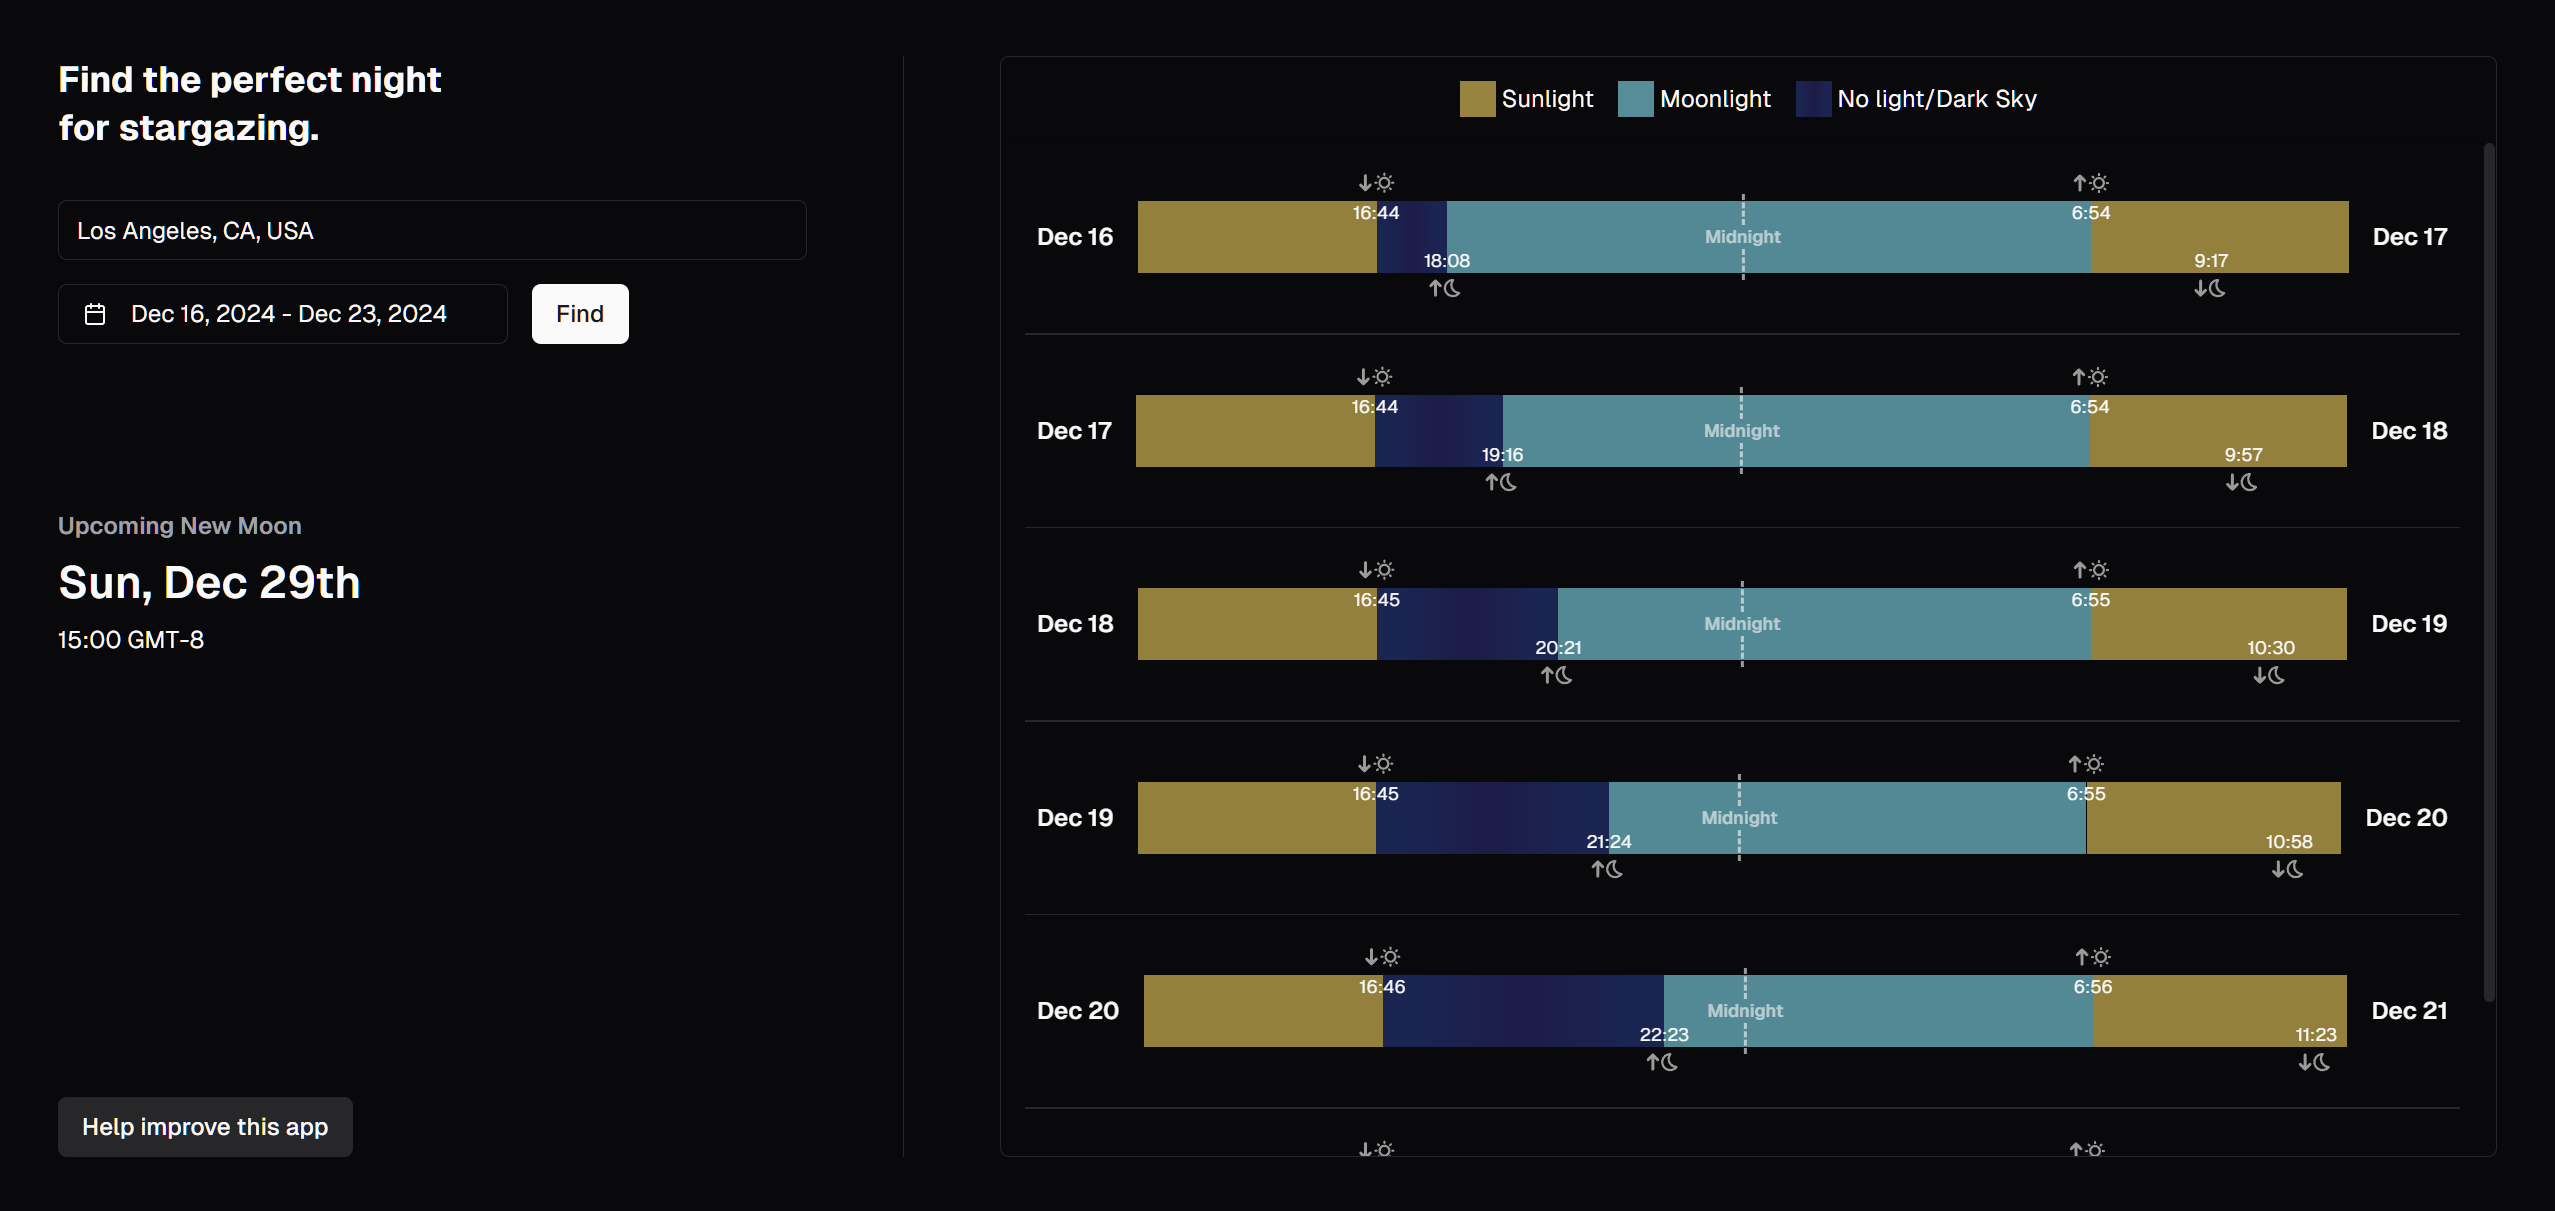 Find the perfect night
for stargazing.
Los Angeles, CA, USA
Dec 16, 2024 - Dec 23, 2024
Find
Upcoming New Moon
Sun, Dec 29th
15:00 GMT-8
Help improve this app
Sunlight
Moonlight
No light/Dark Sky
Dec 16
16:44
18:08
Midnight
6:54
9:17
Dec 17
Dec 17
16:44
19:16
Midnight
6:54
9:57
Dec 18
Dec 18
16:45
20:21
Midnight
6:55
10:30
Dec 19
Dec 19
16:45
21:24
Midnight
6:55
10:58
Dec 20
Dec 20
16:46
22:23
Midnight
6:56
11:23
Dec 21